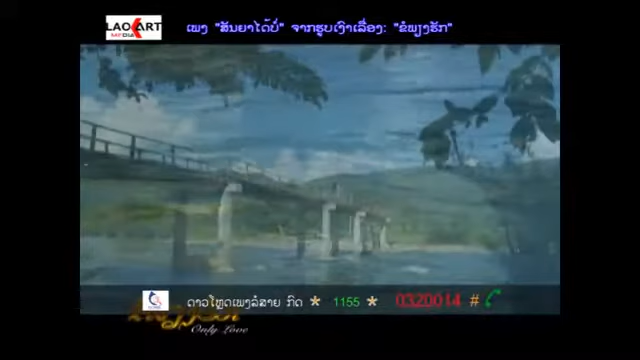 LAO ART
MEDIA
ເພງ "ສັນຍາໄດ້ບໍ່" ຈາກຮູບເງົາເລື່ອງ: "ຂໍພຽງຮັກ"
ດາວໂຫຼດເພງລໍສາຍ ກົດ * 1155 * 0320014 #
Only Love